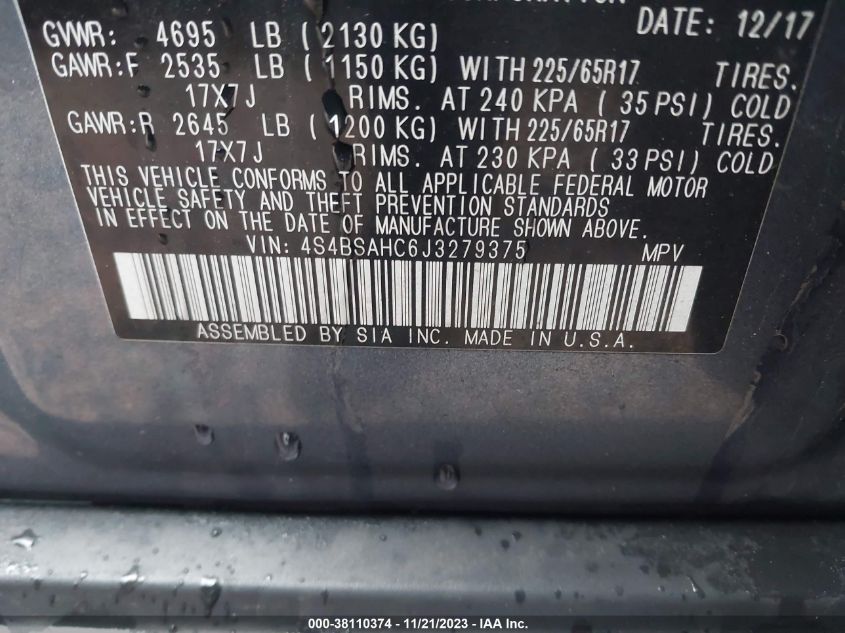 DATE: 12/17
GVWR: 4695 LB ( 2130 KG)
GAWR:F 2535 LB ( 1150 KG) WITH 225/65R17 TIRES.
17X7J RIMS. AT 240 KPA ( 35 PSI) COLD
GAWR:R 2645 LB ( 1200 KG) WITH 225/65R17 TIRES.
17X7J RIMS. AT 230 KPA ( 33 PSI) COLD
THIS VEHICLE CONFORMS TO ALL APPLICABLE FEDERAL MOTOR
VEHICLE SAFETY AND THEFT PREVENTION STANDARDS
IN EFFECT ON THE DATE OF MANUFACTURE SHOWN ABOVE.
VIN: 4S4BSAHC6J3279375 MPV
ASSEMBLED BY SIA INC. MADE IN U.S.A.
000-38110374 - 11/21/2023 - IAA Inc.